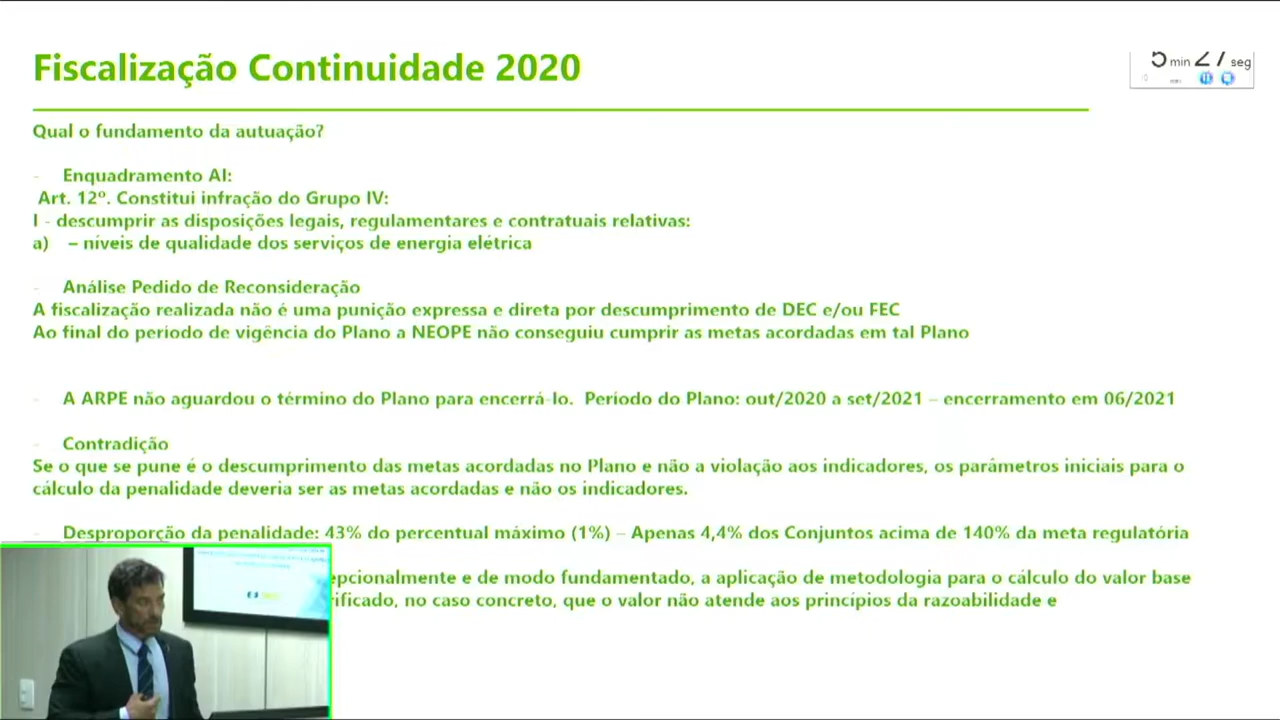 Fiscalização Continuidade 2020
5 min 27 seg
Qual o fundamento da autuação?
- Enquadramento AI:
Art. 12º. Constitui infração do Grupo IV:
I - descumprir as disposições legais, regulamentares e contratuais relativas:
a) – níveis de qualidade dos serviços de energia elétrica
- Análise Pedido de Reconsideração
A fiscalização realizada não é uma punição expressa e direta por descumprimento de DEC e/ou FEC
Ao final do período de vigência do Plano a NEOPE não conseguiu cumprir as metas acordadas em tal Plano
- A ARPE não aguardou o término do Plano para encerrá-lo. Período do Plano: out/2020 a set/2021 – encerramento em 06/2021
- Contradição
Se o que se pune é o descumprimento das metas acordadas no Plano e não a violação aos indicadores, os parâmetros iniciais para o
cálculo da penalidade deveria ser as metas acordadas e não os indicadores.
- Desproporção da penalidade: 43% do percentual máximo (1%) – Apenas 4,4% dos Conjuntos acima de 140% da meta regulatória
epcionalmente e de modo fundamentado, a aplicação de metodologia para o cálculo do valor base
ificado, no caso concreto, que o valor não atende aos princípios da razoabilidade e